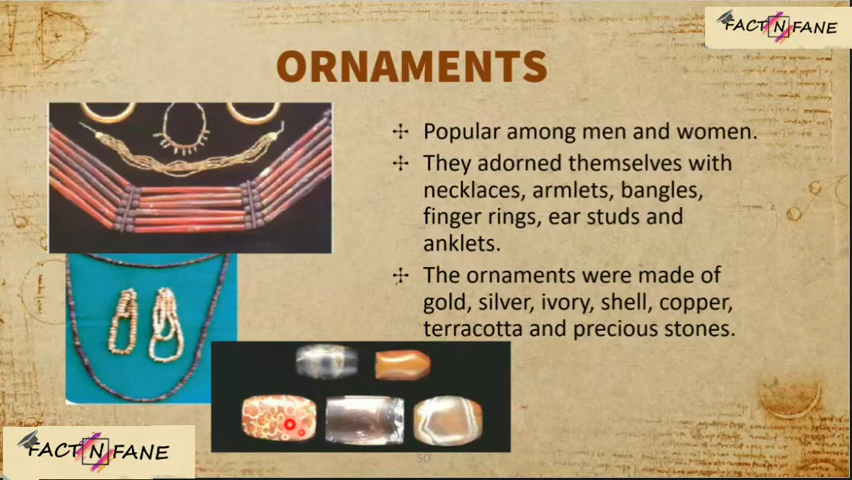 FACT N FANE
ORNAMENTS
Popular among men and women.
They adorned themselves with
necklaces, armlets, bangles,
finger rings, ear studs and
anklets.
The ornaments were made of
gold, silver, ivory, shell, copper,
terracotta and precious stones.
FACT N FANE
50